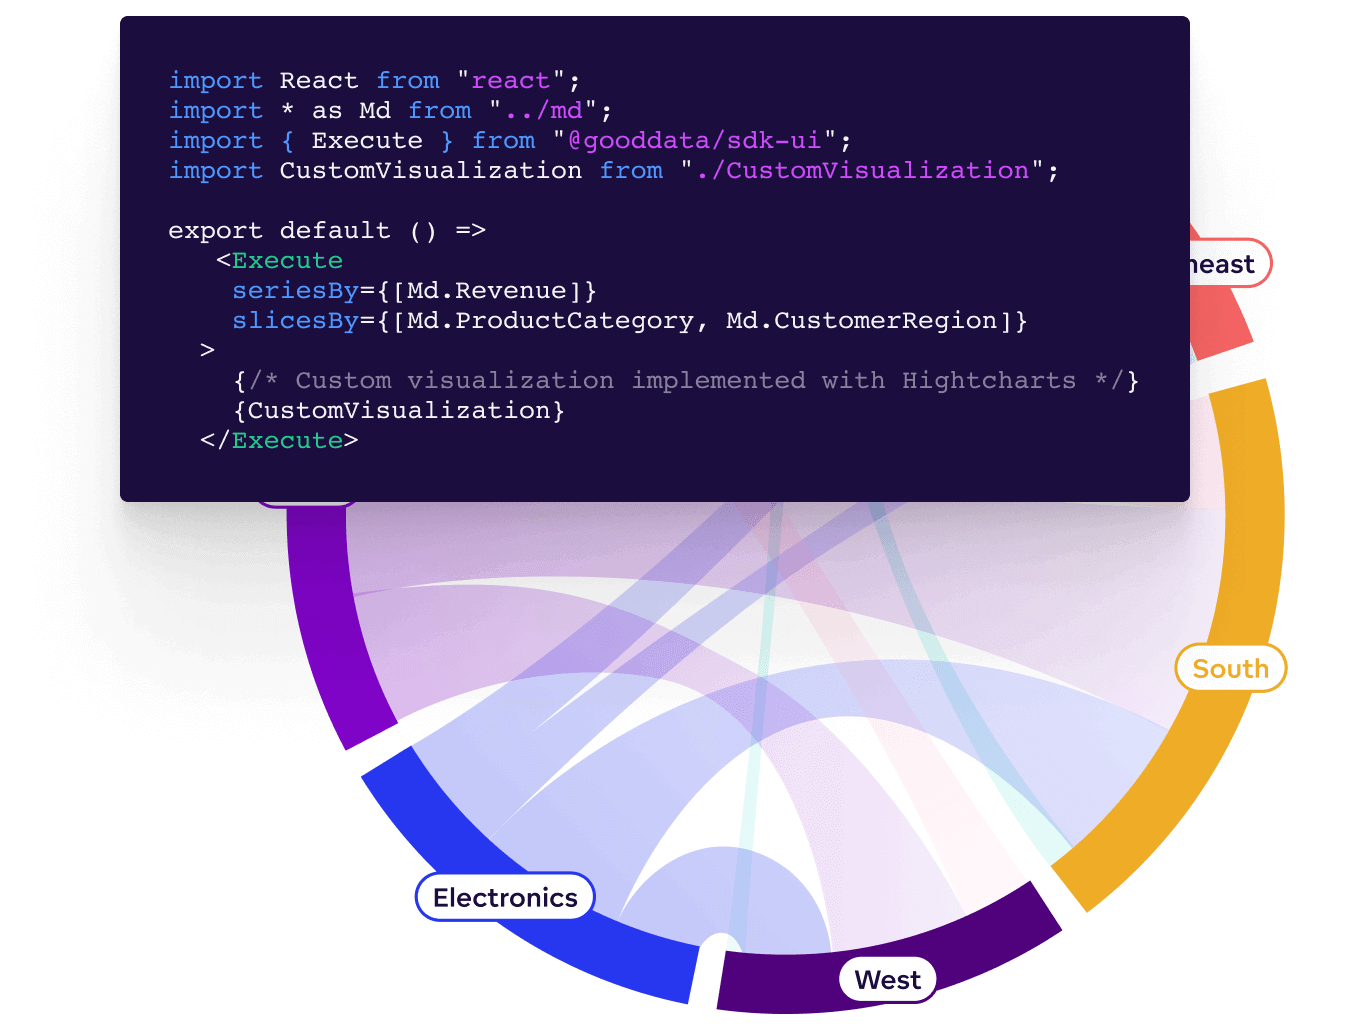 import React from "react";
import * as Md from "../md";
import { Execute } from "@gooddata/sdk-ui";
import CustomVisualization from "./CustomVisualization";
export default () =>
<Execute
seriesBy={[Md.Revenue]}
slicesBy={[Md.ProductCategory, Md.CustomerRegion]}
>
{/* Custom visualization implemented with Hightcharts */}
{CustomVisualization}
</Execute>
South
Electronics
West